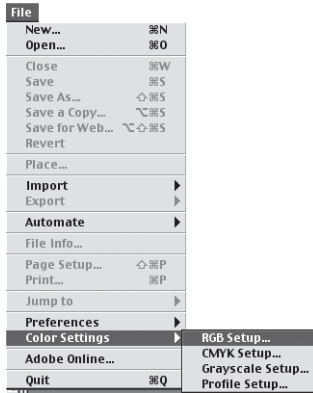 File
New... ⌘N
Open... ⌘O
Close ⌘W
Save ⌘S
Save As... ⇧⌘S
Save a Copy... ⌥⌘S
Save for Web... ⌥⇧⌘S
Revert
Place...
Import
Export
Automate
File Info...
Page Setup... ⇧⌘P
Print... ⌘P
Jump to
Preferences
Color Settings
RGB Setup...
CMYK Setup...
Adobe Online...
Grayscale Setup...
Quit ⌘Q
Profile Setup...